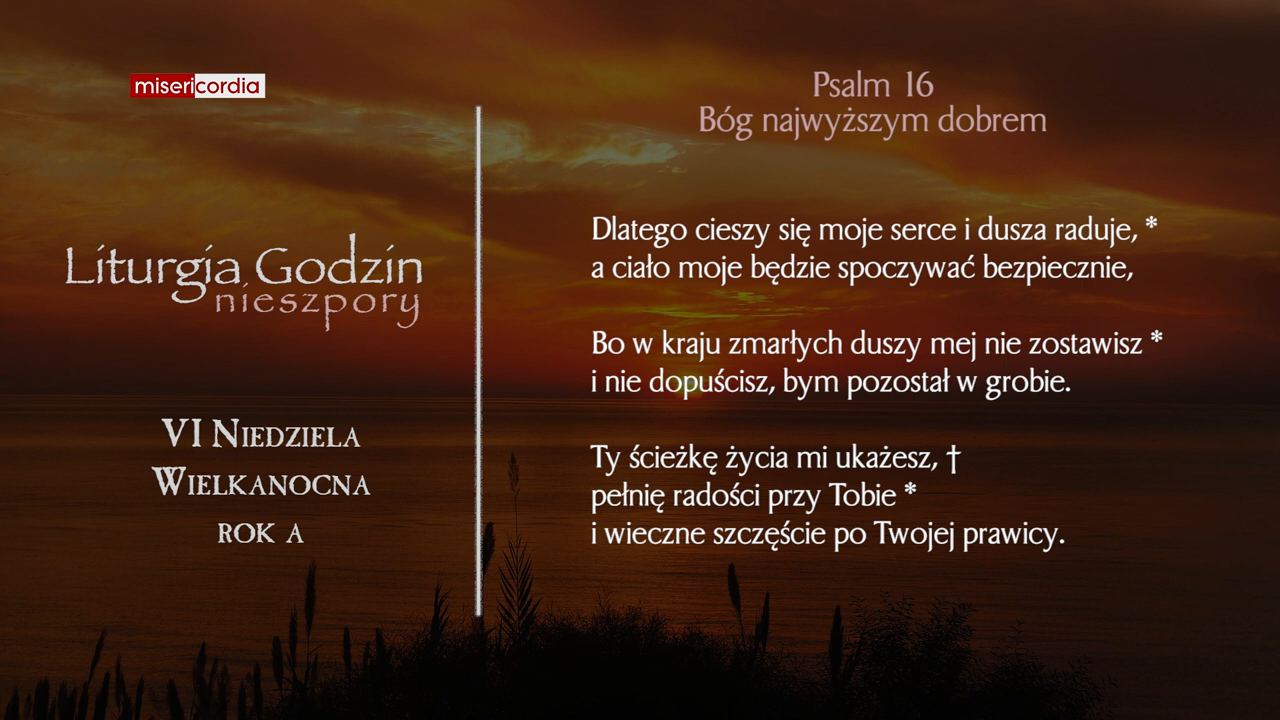 misericordia
Liturgia Godzin
nieszpory
VI Niedziela
Wielkanocna
rok A
Psalm 16
Bóg najwyższym dobrem
Dlatego cieszy się moje serce i dusza raduje, *
a ciało moje będzie spoczywać bezpiecznie,
Bo w kraju zmarłych duszy mej nie zostawisz *
i nie dopuścisz, bym pozostał w grobie.
Ty ścieżkę życia mi ukażesz, †
pełnię radości przy Tobie *
i wieczne szczęście po Twojej prawicy.